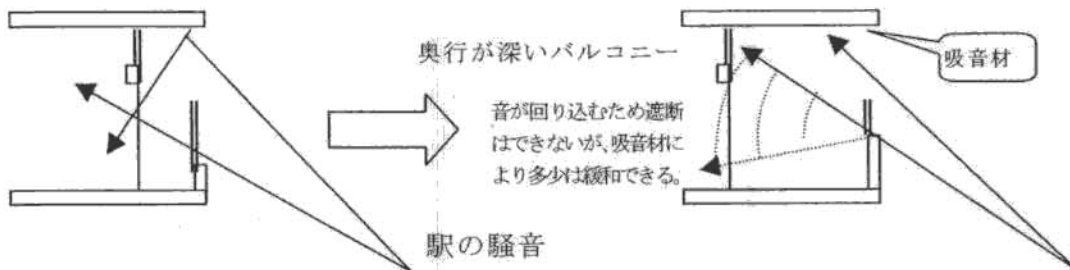 奥行が深いバルコニー
吸音材
音が回り込むため遮断
はできないが、吸音材に
より多少は緩和できる。
駅の騒音